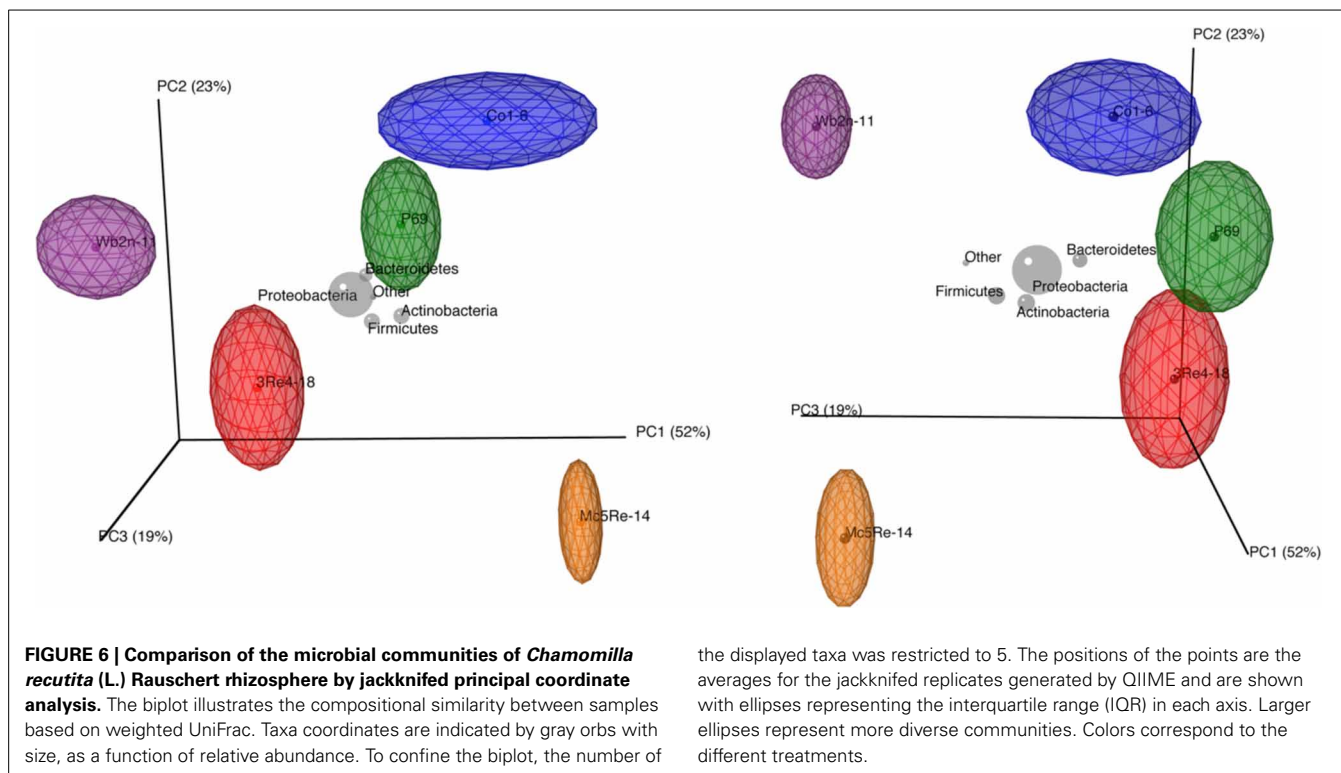 PC2 (23%)
Co1-6
Wb2n-11
P69
Bacteroidetes
Proteobacteria
Other
Actinobacteria
Firmicutes
3Re4-18
PC1 (52%)
Mc5Re-14
PC3 (19%)
PC2 (23%)
Co1-6
Wb2n-11
P69
Bacteroidetes
Other
Firmicutes
Proteobacteria
Actinobacteria
3Re4-18
PC3 (19%)
Mc5Re-14
PC1 (52%)
FIGURE 6 | Comparison of the microbial communities of Chamomilla
recutita (L.) Rauschert rhizosphere by jackknifed principal coordinate
analysis. The biplot illustrates the compositional similarity between samples
based on weighted UniFrac. Taxa coordinates are indicated by gray orbs with
size, as a function of relative abundance. To confine the biplot, the number of
the displayed taxa was restricted to 5. The positions of the points are the
averages for the jackknifed replicates generated by QIIME and are shown
with ellipses representing the interquartile range (IQR) in each axis. Larger
ellipses represent more diverse communities. Colors correspond to the
different treatments.